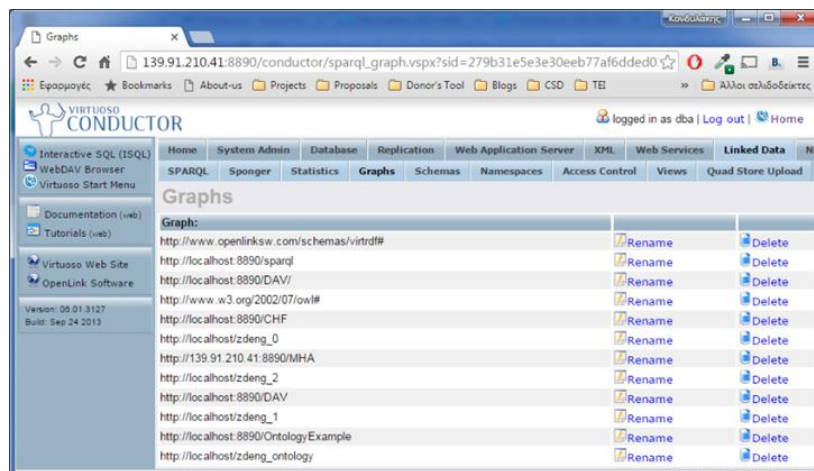 Κονδυλάκης
Graphs
139.91.210.41:8890/conductor/sparql_graph.vspx?sid=279b31e5e3e30eeb77af6dded0
Εφαρμογές Bookmarks About-us Projects Proposals Donor's Tool Blogs CSD TEI » Άλλοι σελιδοδείκτες
VIRTUOSO
CONDUCTOR
logged in as dba | Log out | Home
Interactive SQL (ISQL)
WebDAV Browser
Virtuoso Start Menu
Documentation (web)
Tutorials (web)
Virtuoso Web Site
OpenLink Software
Version: 06.01.3127
Build: Sep 24 2013
Home System Admin Database Replication Web Application Server XML Web Services Linked Data N
SPARQL Sponger Statistics Graphs Schemas Namespaces Access Control Views Quad Store Upload
Graphs
Graph:
http://www.openlinksw.com/schemas/virtrdf# Rename Delete
http://localhost:8890/sparql Rename Delete
http://localhost:8890/DAV/ Rename Delete
http://www.w3.org/2002/07/owl# Rename Delete
http://localhost:8890/CHF Rename Delete
http://localhost/zdeng_0 Rename Delete
http://139.91.210.41:8890/MHA Rename Delete
http://localhost/zdeng_2 Rename Delete
http://localhost:8890/DAV Rename Delete
http://localhost/zdeng_1 Rename Delete
http://localhost:8890/OntologyExample Rename Delete
http://localhost/zdeng_ontology Rename Delete